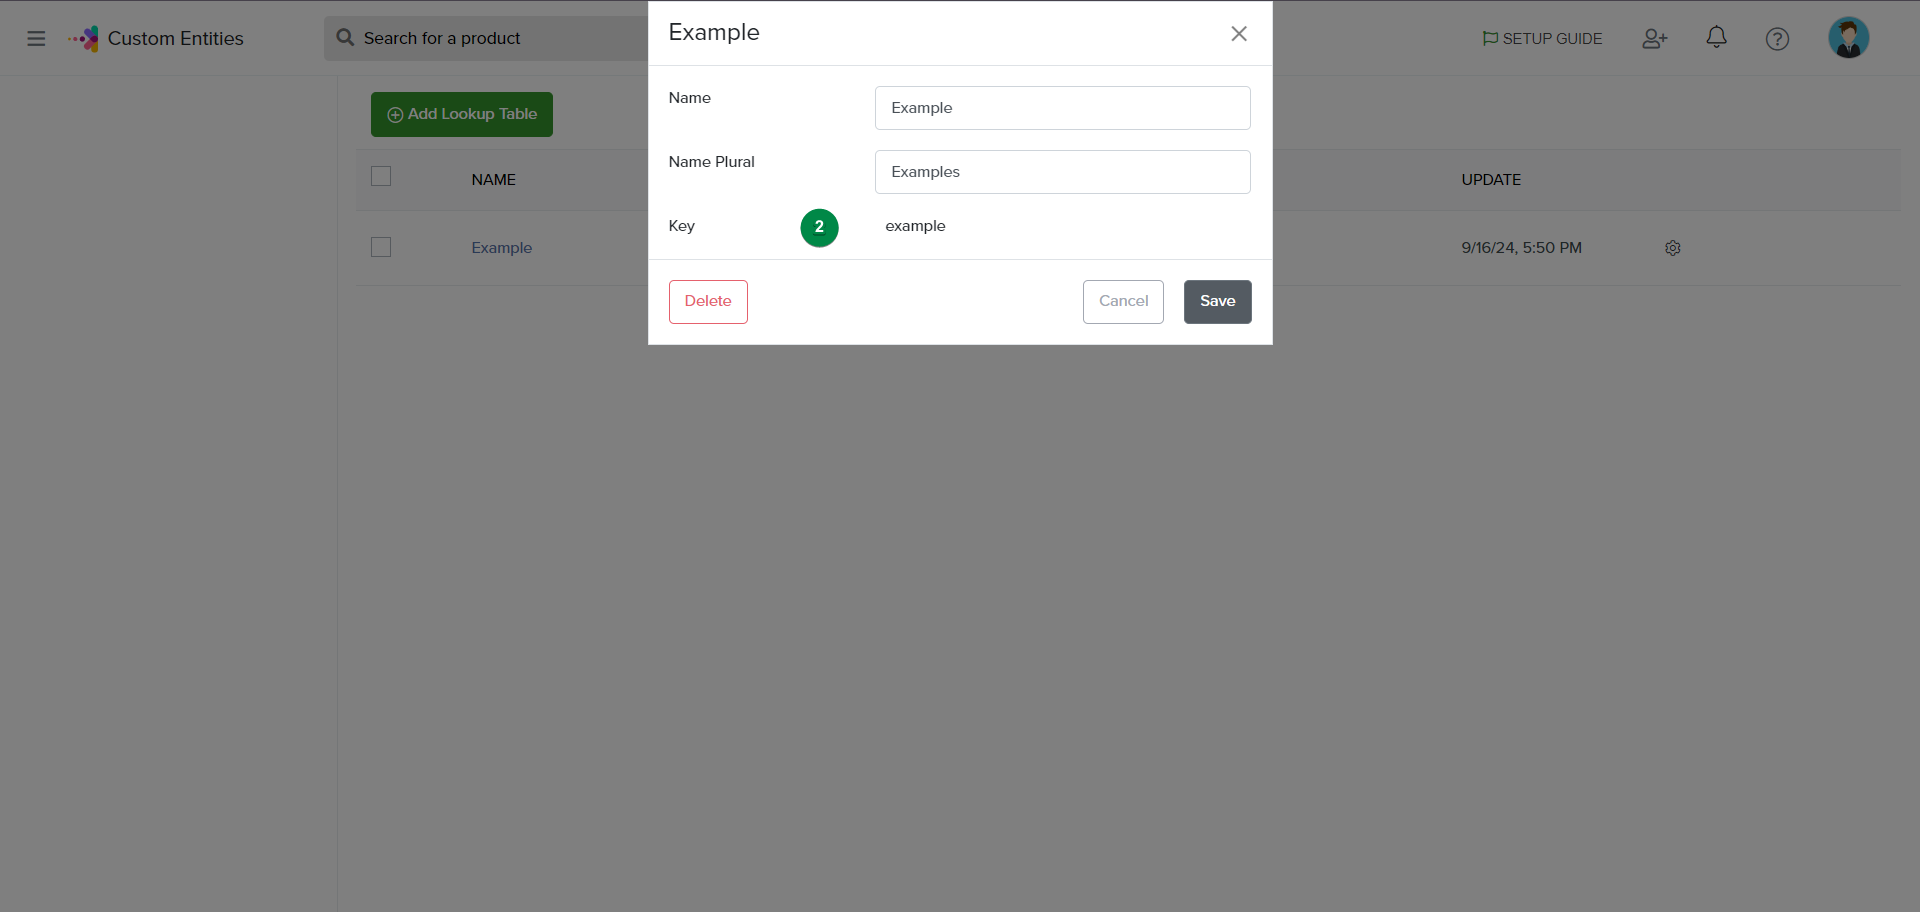 Custom Entities
Search for a product
SETUP GUIDE
?
Add Lookup Table
NAME
UPDATE
Example
9/16/24, 5:50 PM
Example
Name
Example
Name Plural
Examples
Key
2
example
Delete
Cancel
Save